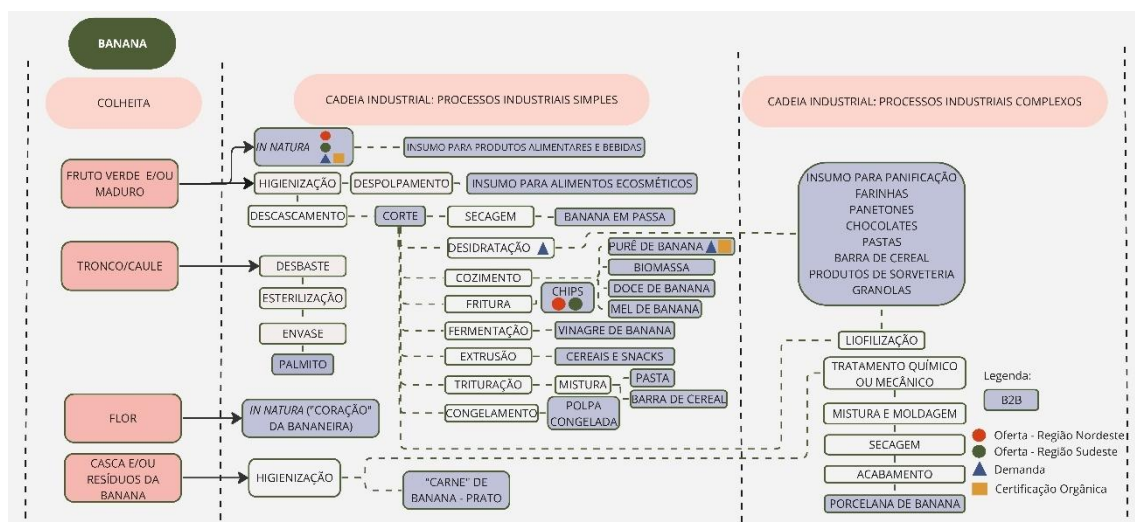 BANANA
COLHEITA
CADEIA INDUSTRIAL: PROCESSOS INDUSTRIAIS SIMPLES
CADEIA INDUSTRIAL: PROCESSOS INDUSTRIAIS COMPLEXOS
FRUTO VERDE E/OU
MADURO
IN NATURA
INSUMO PARA PRODUTOS ALIMENTARES E BEBIDAS
HIGIENIZAÇÃO
DESPOLPAMENTO
INSUMO PARA ALIMENTOS ECOSMÉTICOS
DESCASCAMENTO
CORTE
SECAGEM
BANANA EM PASSA
DESIDRATAÇÃO
PURÊ DE BANANA
COZIMENTO
BIOMASSA
FRITURA
CHIPS
DOCE DE BANANA
MEL DE BANANA
FERMENTAÇÃO
VINAGRE DE BANANA
EXTRUSÃO
CEREAIS E SNACKS
TRITURAÇÃO
MISTURA
PASTA
BARRA DE CEREAL
CONGELAMENTO
POLPA
CONGELADA
TRONCO/CAULE
DESBASTE
ESTERILIZAÇÃO
ENVASE
PALMITO
FLOR
IN NATURA ("CORAÇÃO"
DA BANANEIRA)
CASCA E/OU
RESÍDUOS DA
BANANA
HIGIENIZAÇÃO
"CARNE" DE
BANANA - PRATO
INSUMO PARA PANIFICAÇÃO
FARINHAS
PANETONES
CHOCOLATES
PASTAS
BARRA DE CEREAL
PRODUTOS DE SORVETERIA
GRANOLAS
LIOFILIZAÇÃO
TRATAMENTO QUÍMICO
OU MECÂNICO
MISTURA E MOLDAGEM
SECAGEM
ACABAMENTO
PORCELANA DE BANANA
Legenda:
B2B
Oferta - Região Nordeste
Oferta - Região Sudeste
Demanda
Certificação Orgânica